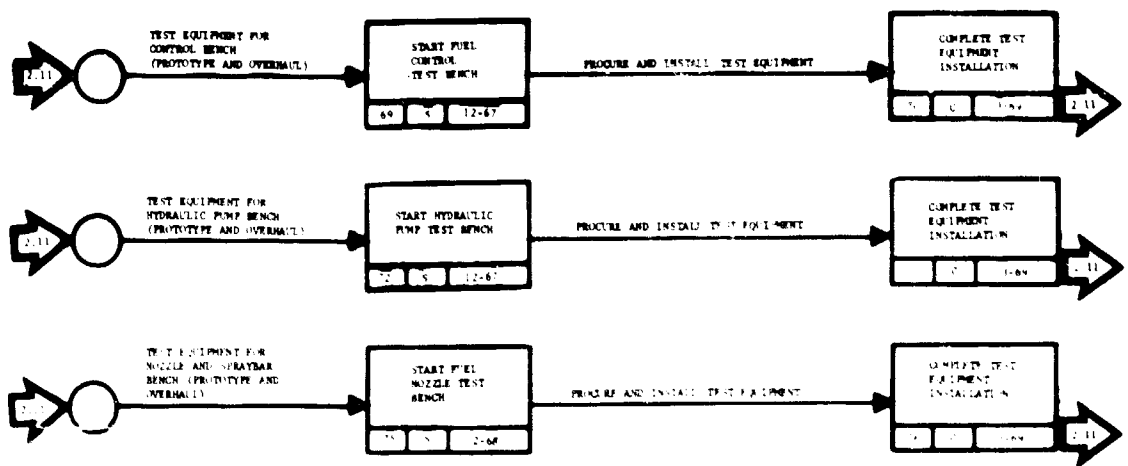 TEST EQUIPMENT FOR
CONTROL BENCH
(PROTOTYPE AND OVERHAUL)
2.11
START FUEL
CONTROL
TEST BENCH
69 S 12-67
PROCURE AND INSTALL TEST EQUIPMENT
COMPLETE TEST
EQUIPMENT
INSTALLATION
2.11
TEST EQUIPMENT FOR
HYDRAULIC PUMP BENCH
(PROTOTYPE AND OVERHAUL)
2.11
START HYDRAULIC
PUMP TEST BENCH
72 S 12-67
PROCURE AND INSTALL TEST EQUIPMENT
COMPLETE TEST
EQUIPMENT
INSTALLATION
2.11
TEST EQUIPMENT FOR
NOZZLE AND SPRAYBAR
BENCH (PROTOTYPE AND
OVERHAUL)
START FUEL
NOZZLE TEST
BENCH
2-68
PROCURE AND INSTALL TEST EQUIPMENT
COMPLETE TEST
EQUIPMENT
INSTALLATION
2.11